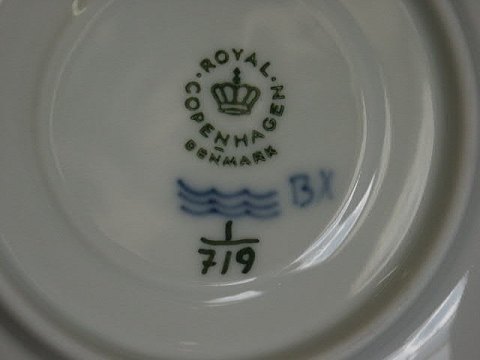 ROYAL
COPENHAGEN
DENMARK
BX
1
719